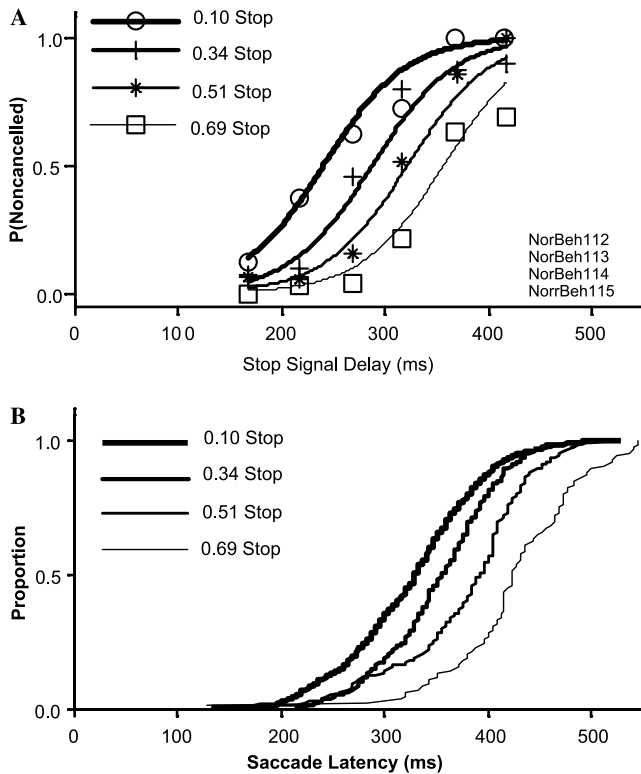 A
0.10 Stop
0.34 Stop
0.51 Stop
0.69 Stop
P(Noncancelled)
1.0
0.5
0.0
NorBeh112
NorBeh113
NorBeh114
NorrBeh115
0 100 200 300 400 500
Stop Signal Delay (ms)
B
0.10 Stop
0.34 Stop
0.51 Stop
0.69 Stop
Proportion
1.0
0.5
0.0
0 100 200 300 400 500
Saccade Latency (ms)